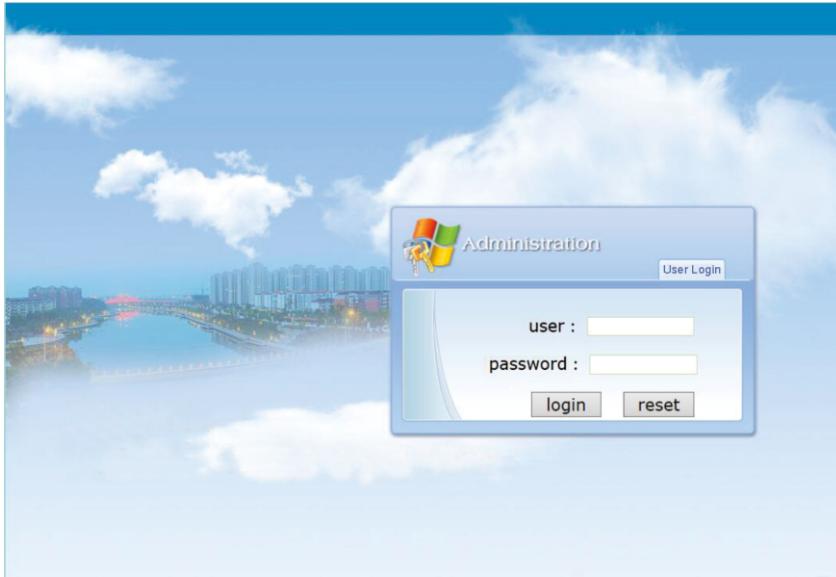 Administration
User Login
user :
password :
login reset